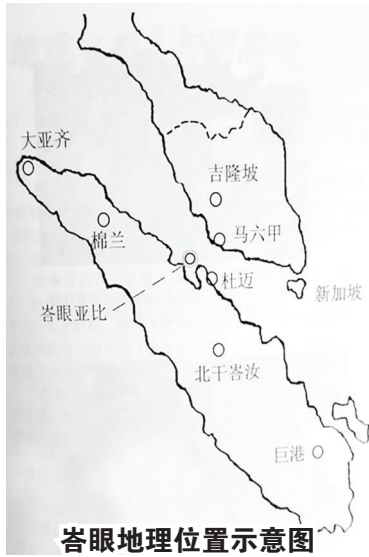 大亚齐
吉隆坡
棉兰
马六甲
杜迈
新加坡
峇眼亚比
北干峇汝
巨港
峇眼地理位置示意图